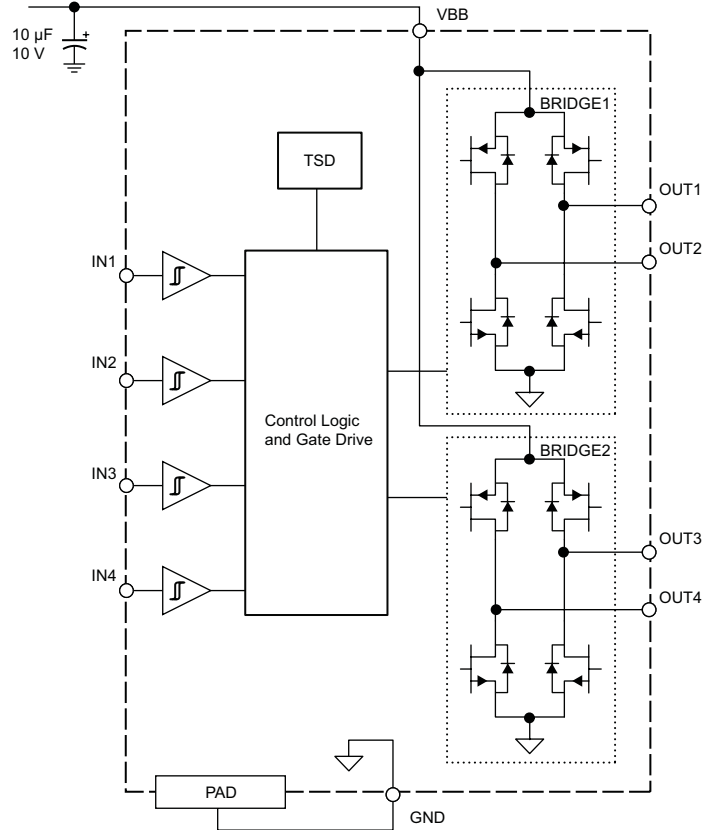 VBB
10 µF
+
10 V
BRIDGE1
TSD
OUT1
OUT2
IN1
IN2
Control Logic
and Gate Drive
BRIDGE2
IN3
OUT3
IN4
OUT4
PAD
GND